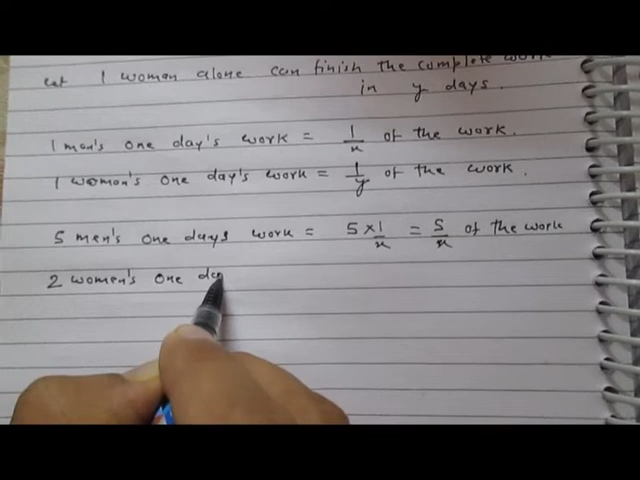 Let 1 woman alone can finish the complete work
in y days.
1 man's one day's work = 1/x of the work.
1 woman's one day's work = 1/y of the work.
5 men's one days work = 5 × 1/x = 5/x of the work
2 women's one da